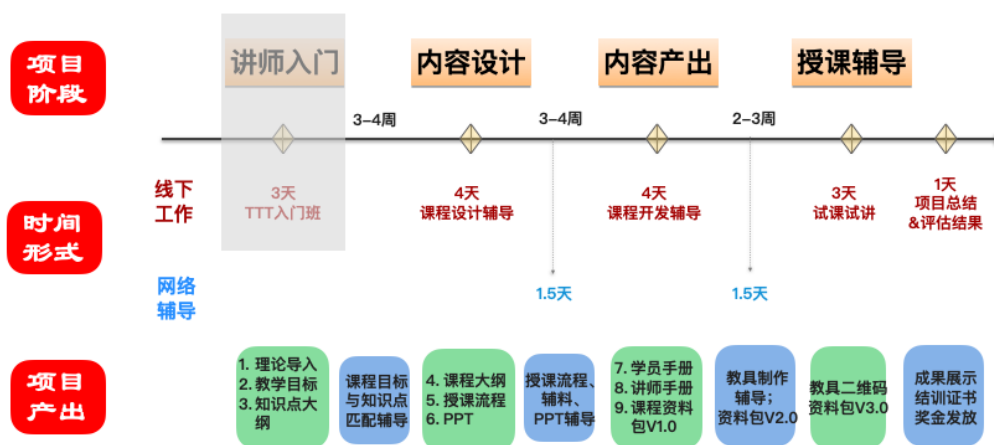 项目
阶段
讲师入门
内容设计
内容产出
授课辅导
3-4周
3-4周
2-3周
时间
形式
线下
工作
3天
TTT入门班
4天
课程设计辅导
4天
课程开发辅导
3天
试课试讲
1天
项目总结
&评估结果
网络
辅导
1.5天
1.5天
项目
产出
1. 理论导入
2. 教学目标
3. 知识点大
纲
课程目标
与知识点
匹配辅导
4. 课程大纲
5. 授课流程
6. PPT
授课流程、
辅料、
PPT辅导
7. 学员手册
8. 讲师手册
9. 课程资料
包V1.0
教具制作
辅导；
资料包V2.0
教具二维码
资料包V3.0
成果展示
结训证书
奖金发放